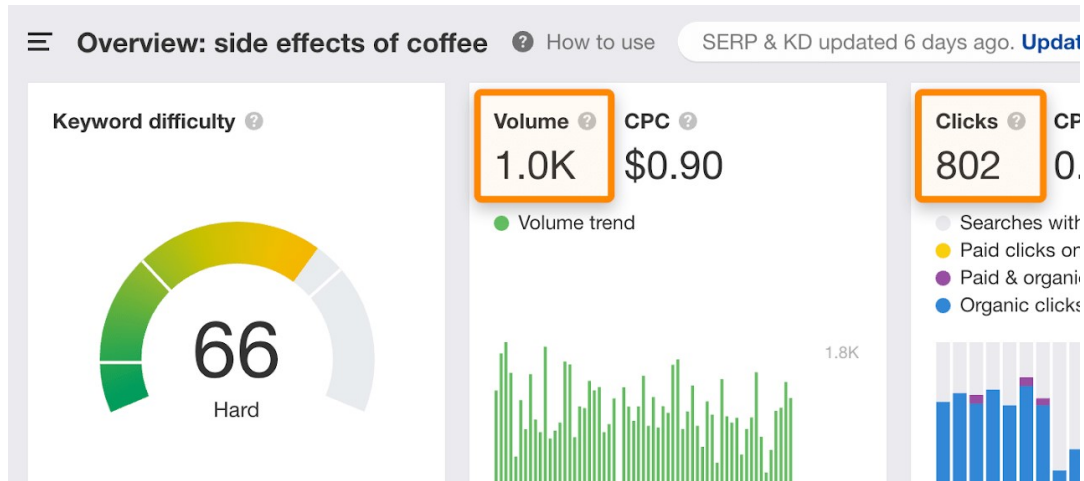 Overview: side effects of coffee
How to use
SERP & KD updated 6 days ago.
Keyword difficulty
66
Hard
Volume
1.0K
CPC
$0.90
Volume trend
1.8K
Clicks
802
Searches
Paid clicks
Paid & 
Organic clicks